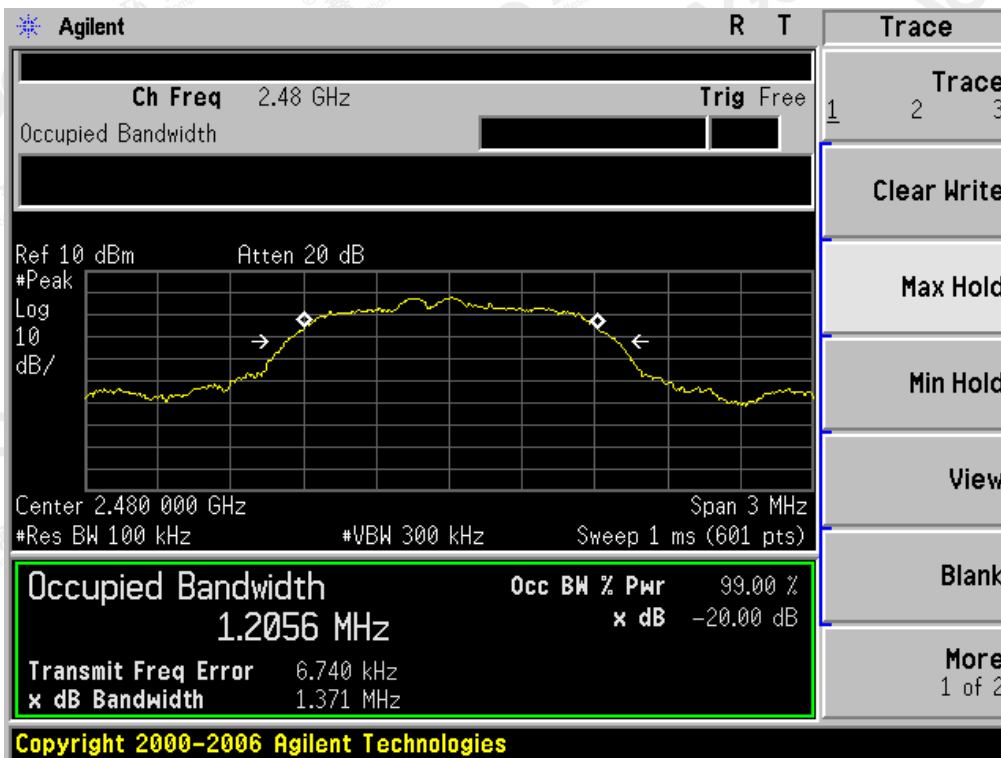 Agilent R T
Ch Freq 2.48 GHz Trig Free
Occupied Bandwidth
Ref 10 dBm Atten 20 dB
#Peak
Log
10
dB/
Center 2.480 000 GHz Span 3 MHz
#Res BW 100 kHz #VBW 300 kHz Sweep 1 ms (601 pts)
Occupied Bandwidth Occ BW % Pwr 99.00 %
1.2056 MHz x dB -20.00 dB
Transmit Freq Error 6.740 kHz
x dB Bandwidth 1.371 MHz
Copyright 2000-2006 Agilent Technologies
Trace
Trace
1 2 3
Clear Write
Max Hold
Min Hold
View
Blank
More
1 of 2